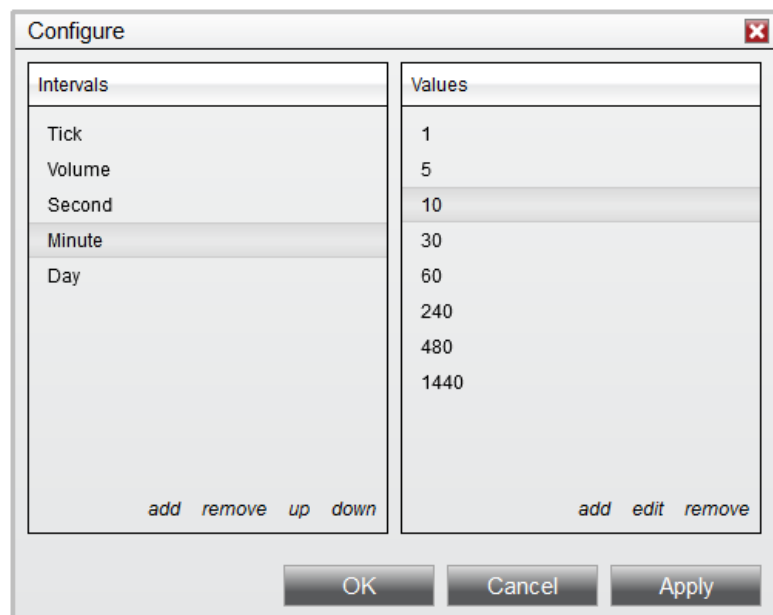 Configure
Intervals
Tick
Volume
Second
Minute
Day
add remove up down
Values
1
5
10
30
60
240
480
1440
add edit remove
OK Cancel Apply